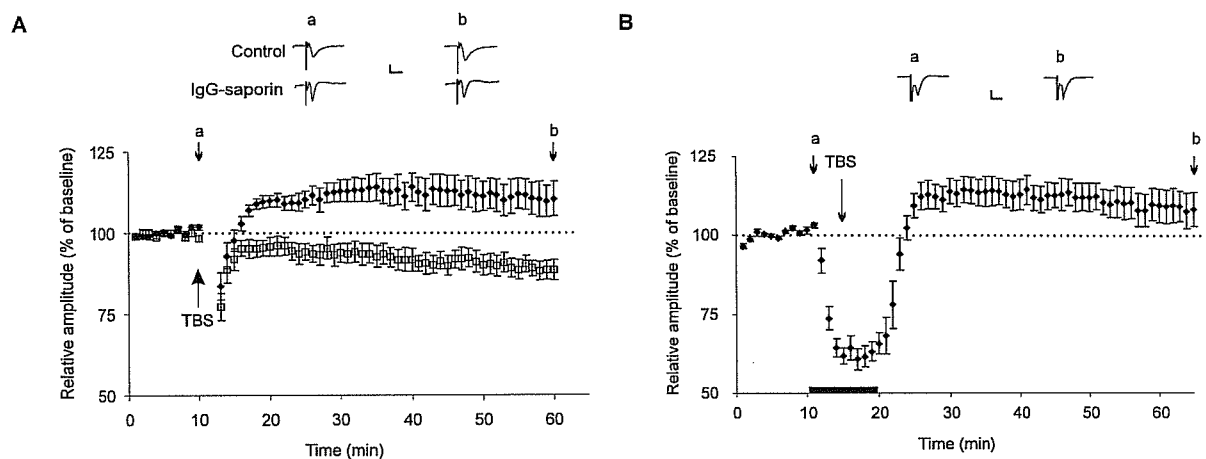 A
a
b
Control
IgG-saporin
a
b
Relative amplitude (% of baseline)
125
100
75
50
TBS
0
10
20
30
40
50
60
Time (min)
B
a
b
a
TBS
b
Relative amplitude (% of baseline)
125
100
75
50
0
10
20
30
40
50
60
Time (min)